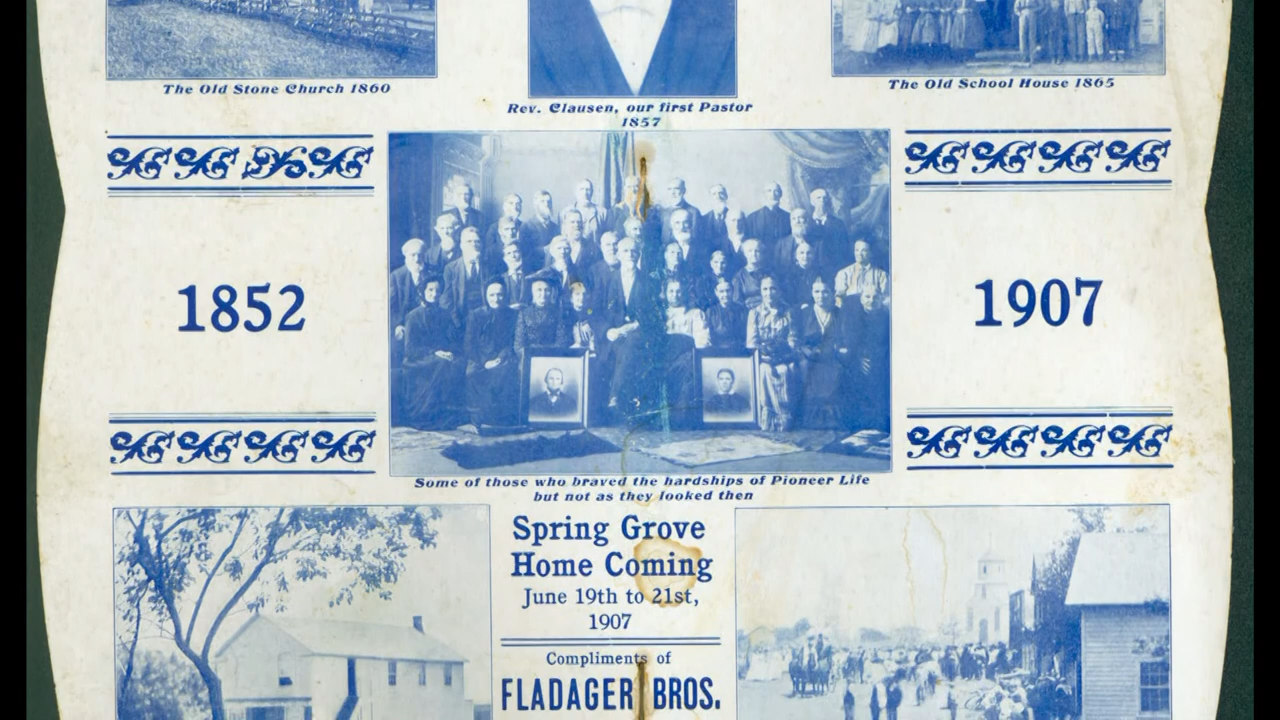 The Old Stone Church 1860
Rev. Clausen, our first Pastor
1857
The Old School House 1865
1852
1907
Some of those who braved the hardships of Pioneer Life
but not as they looked then
Spring Grove
Home Coming
June 19th to 21st,
1907
Compliments of
FLADAGER BROS.